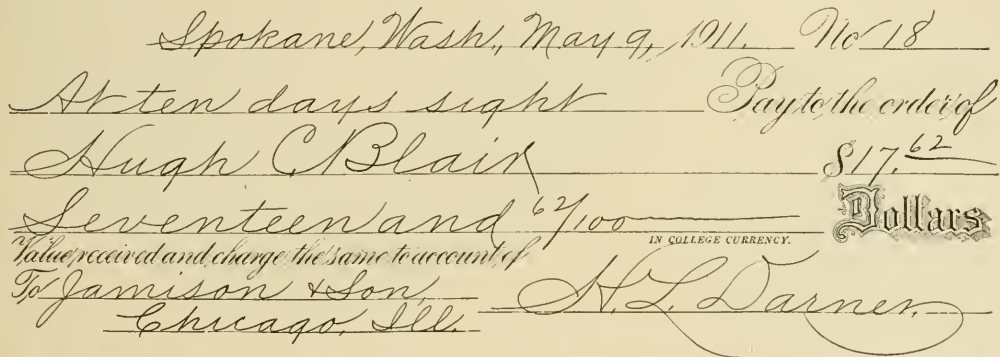 Spokane, Wash., May 9, 1911. No 18
At ten days sight Pay to the order of
Hugh C Blair $17.62
Seventeen and 62/100 Dollars
IN COLLEGE CURRENCY.
Value received and charge the same to account of
To Jamison & Son, H. L. Darner.
Chicago, Ill.